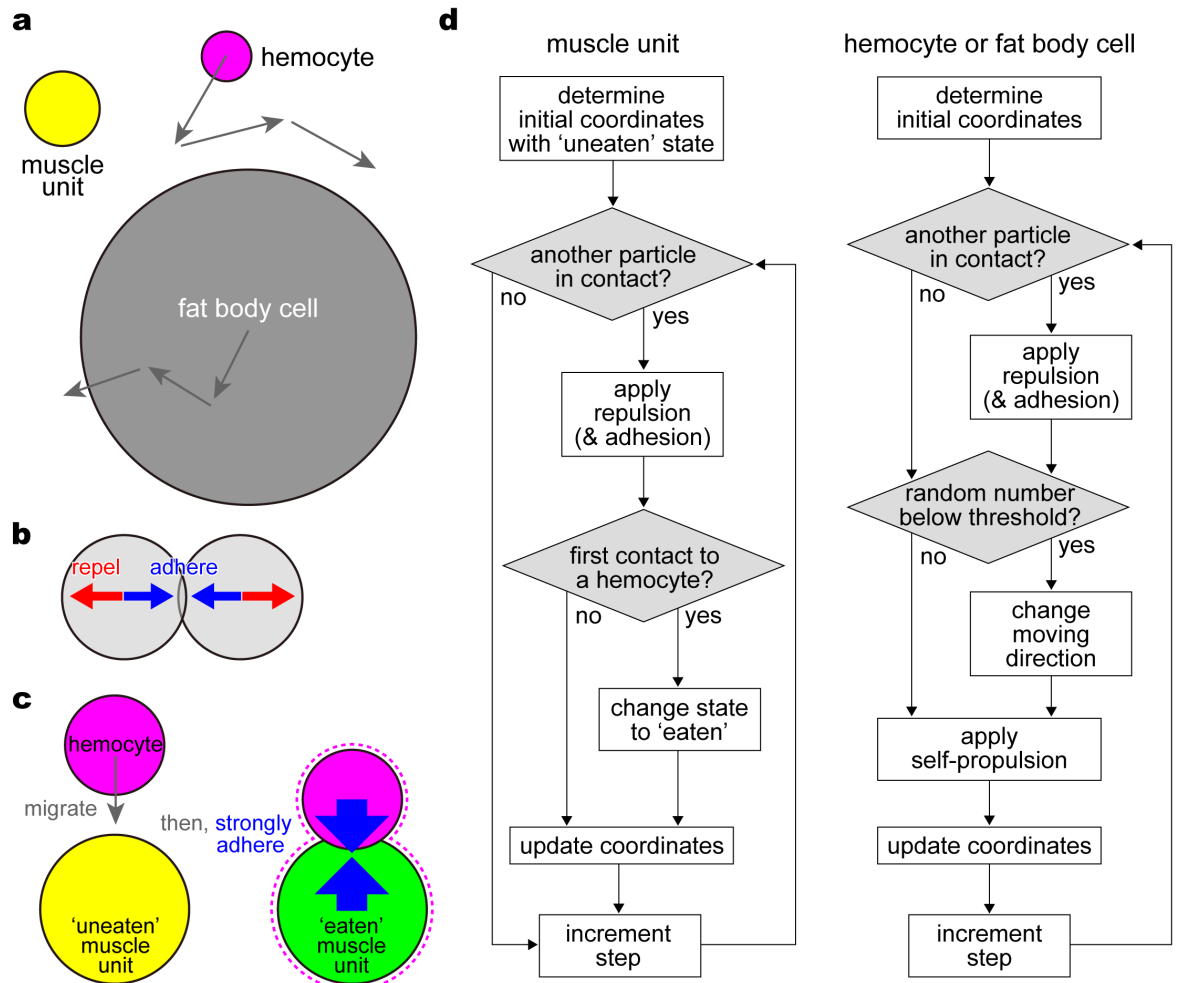 a
hemocyte
muscle
unit
fat body cell
b
repel
adhere
c
hemocyte
migrate
then, strongly
adhere
‘uneaten’
muscle
unit
‘eaten’
muscle
unit
d
muscle unit
determine
initial coordinates
with ‘uneaten’ state
another particle
in contact?
no
yes
apply
repulsion
(& adhesion)
first contact to
a hemocyte?
no
yes
change state
to ‘eaten’
update coordinates
increment
step
hemocyte or fat body cell
determine
initial coordinates
another particle
in contact?
no
yes
apply
repulsion
(& adhesion)
random number
below threshold?
no
yes
change
moving
direction
apply
self-propulsion
update coordinates
increment
step